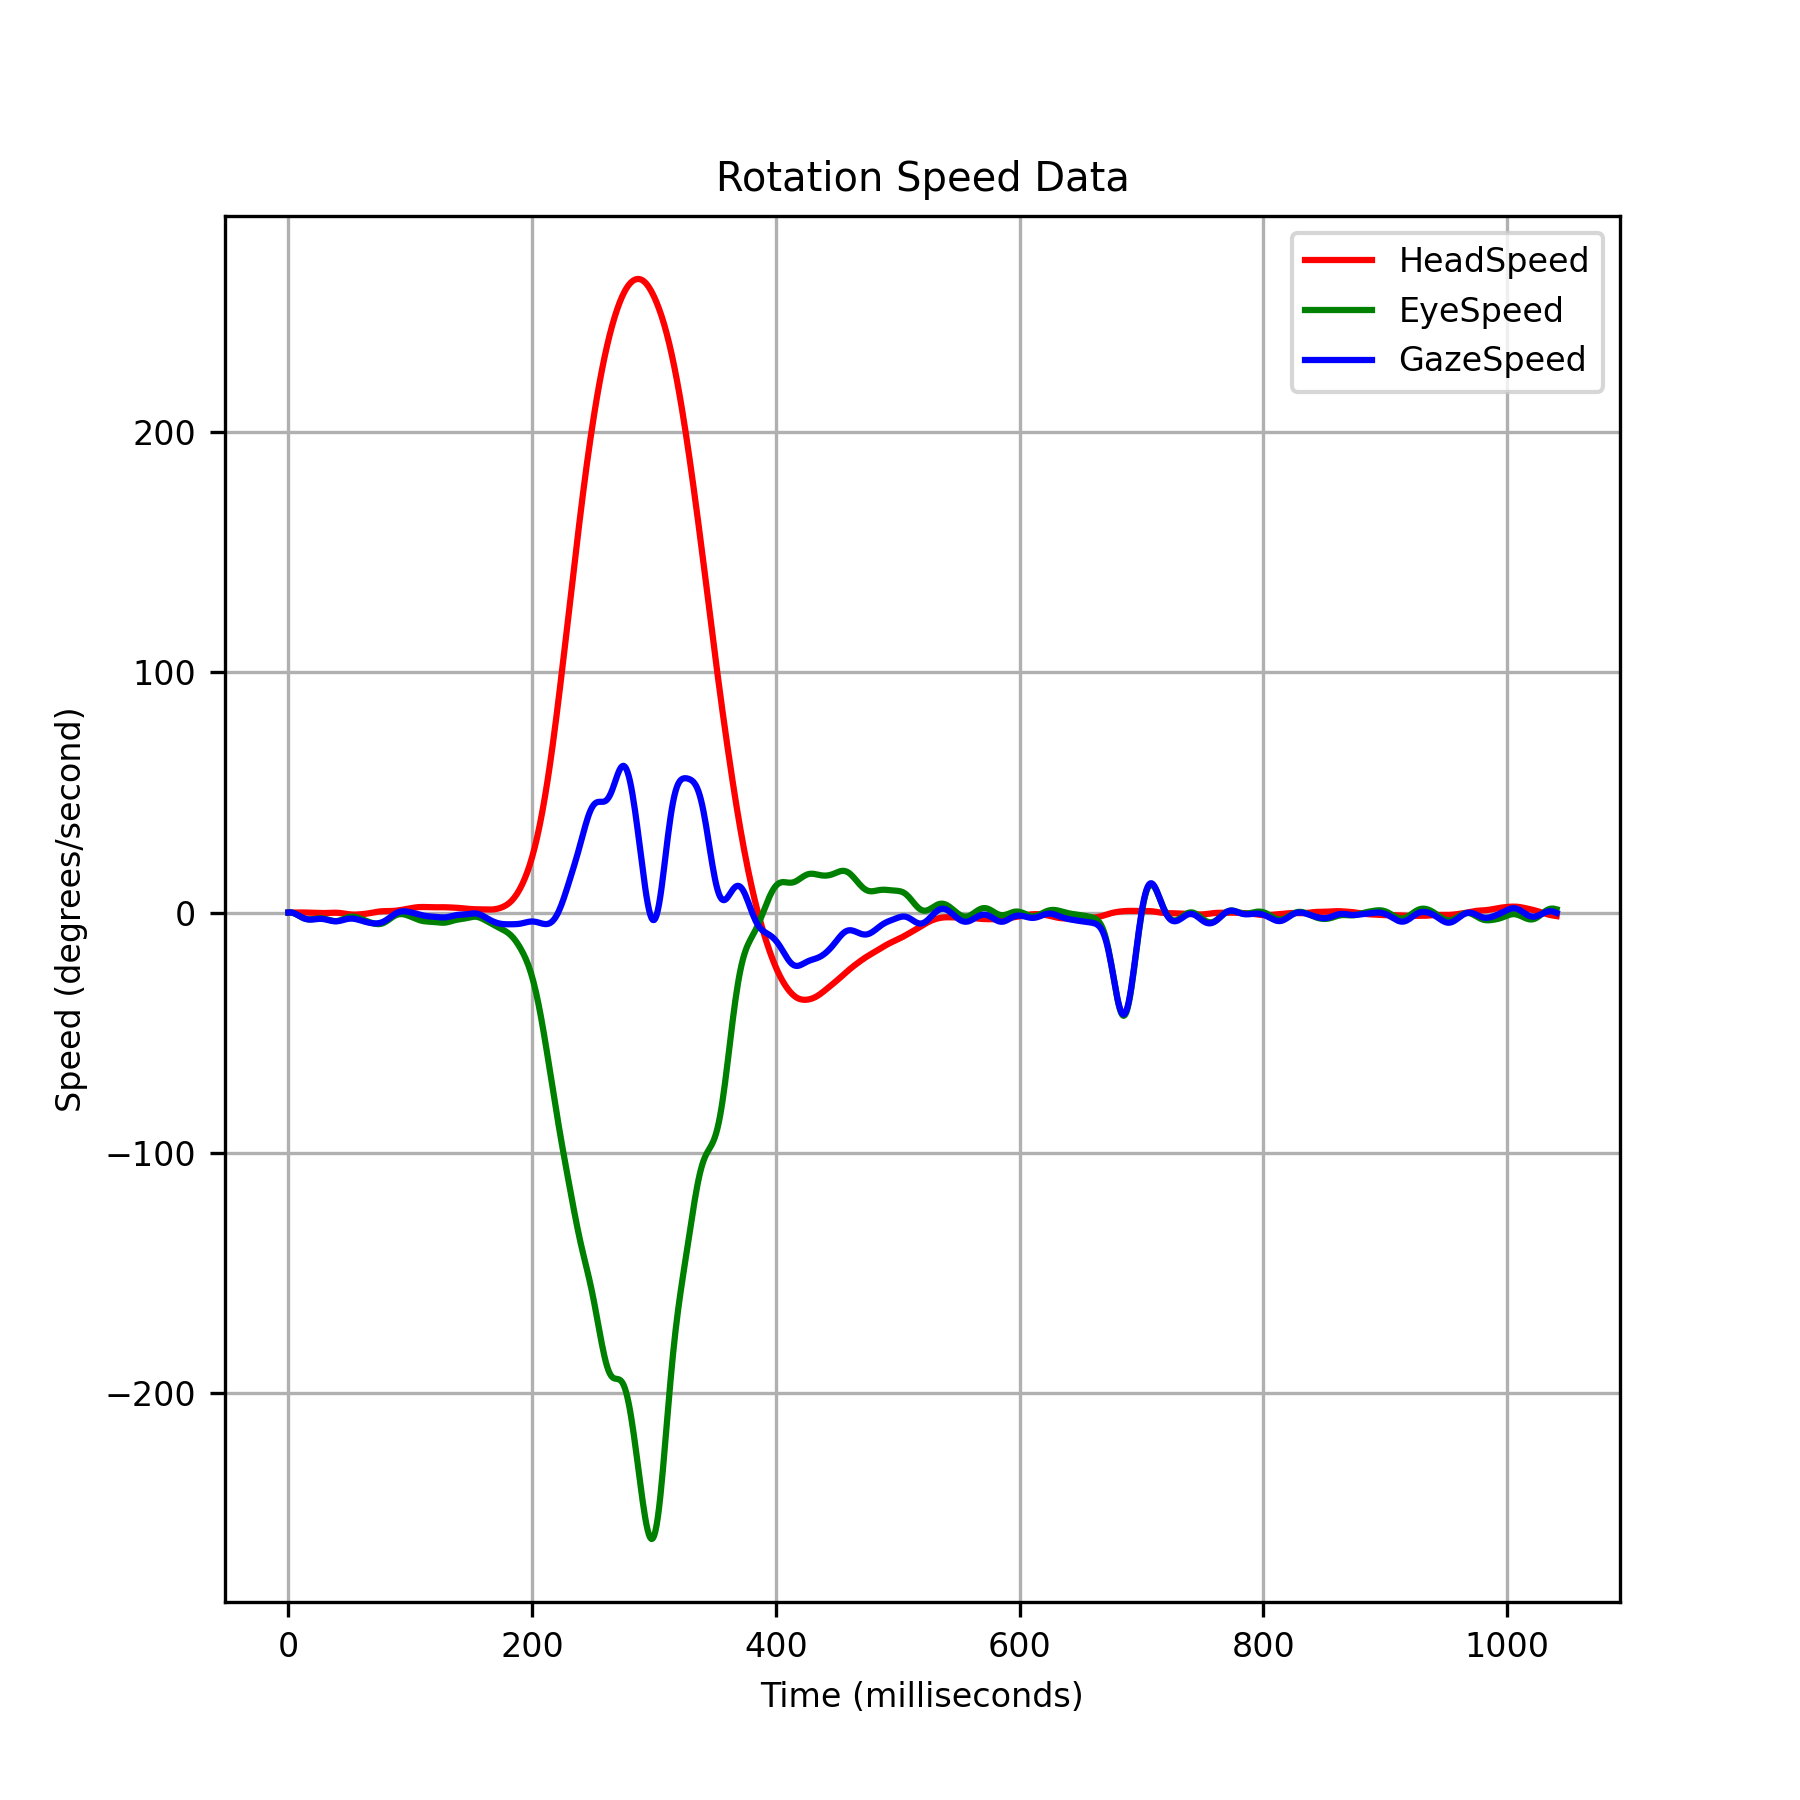 Rotation Speed Data
HeadSpeed
EyeSpeed
GazeSpeed
Speed (degrees/second)
200
100
0
−100
−200
0 200 400 600 800 1000
Time (milliseconds)